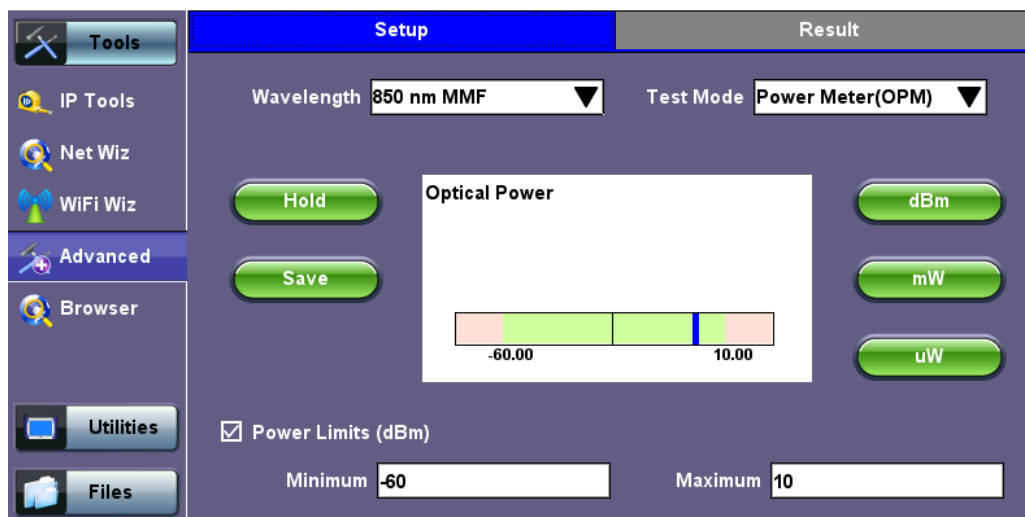 Tools
IP Tools
Net Wiz
WiFi Wiz
Advanced
Browser
Utilities
Files
Setup
Result
Wavelength 850 nm MMF
Test Mode Power Meter(OPM)
Hold
Save
Optical Power
-60.00 10.00
dBm
mW
uW
Power Limits (dBm)
Minimum -60
Maximum 10